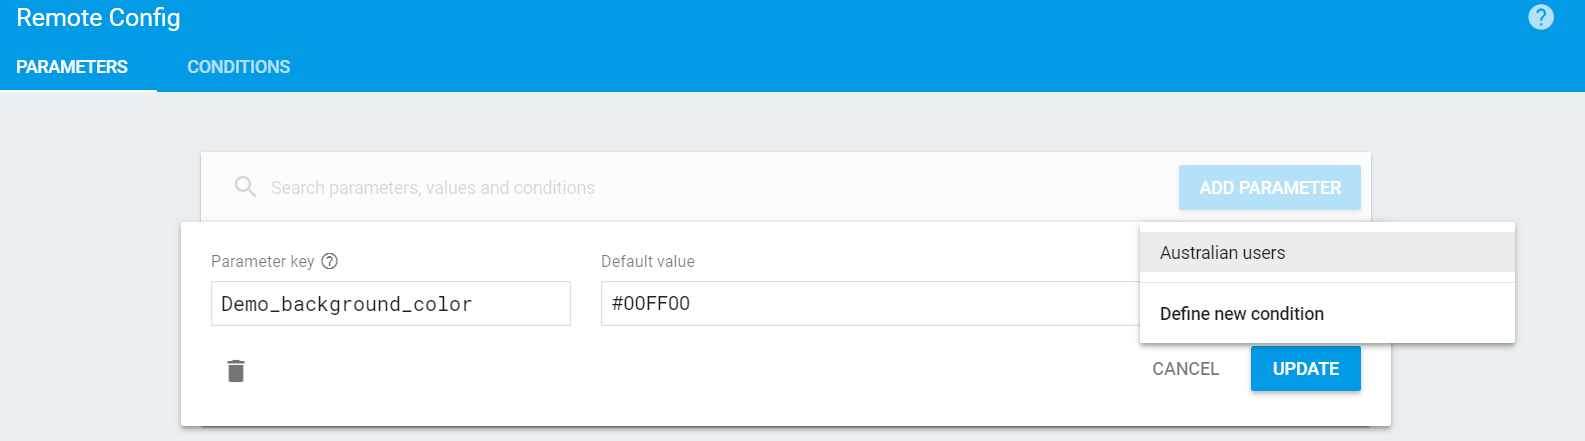 Remote Config
?
PARAMETERS CONDITIONS
Search parameters, values and conditions
ADD PARAMETER
Parameter key ?
Default value
Australian users
Demo_background_color
#00FF00
Define new condition
CANCEL
UPDATE